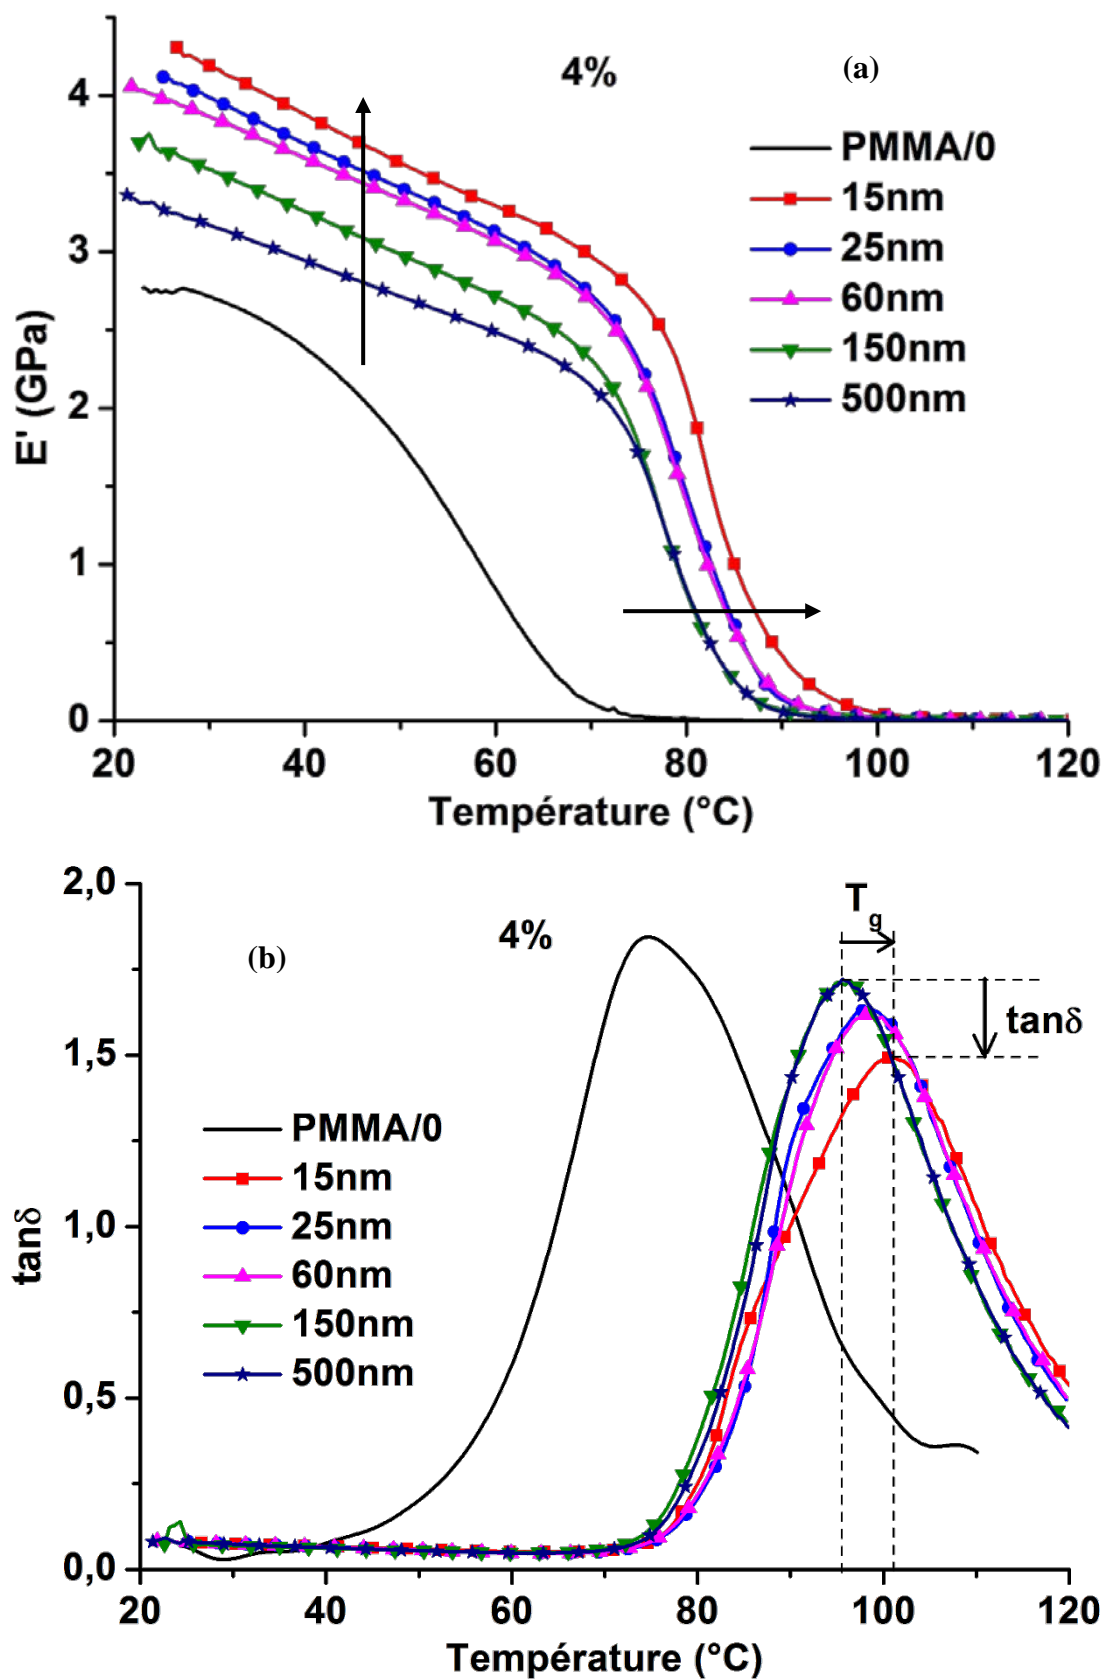 4%
(a)
PMMA/0
15nm
25nm
60nm
150nm
500nm
E' (GPa)
4
3
2
1
0
20 40 60 80 100 120
Température (°C)
2,0
1,5
1,0
0,5
0,0
Tg
4%
(b)
tanδ
PMMA/0
15nm
25nm
60nm
150nm
500nm
tanδ
20 40 60 80 100 120
Température (°C)